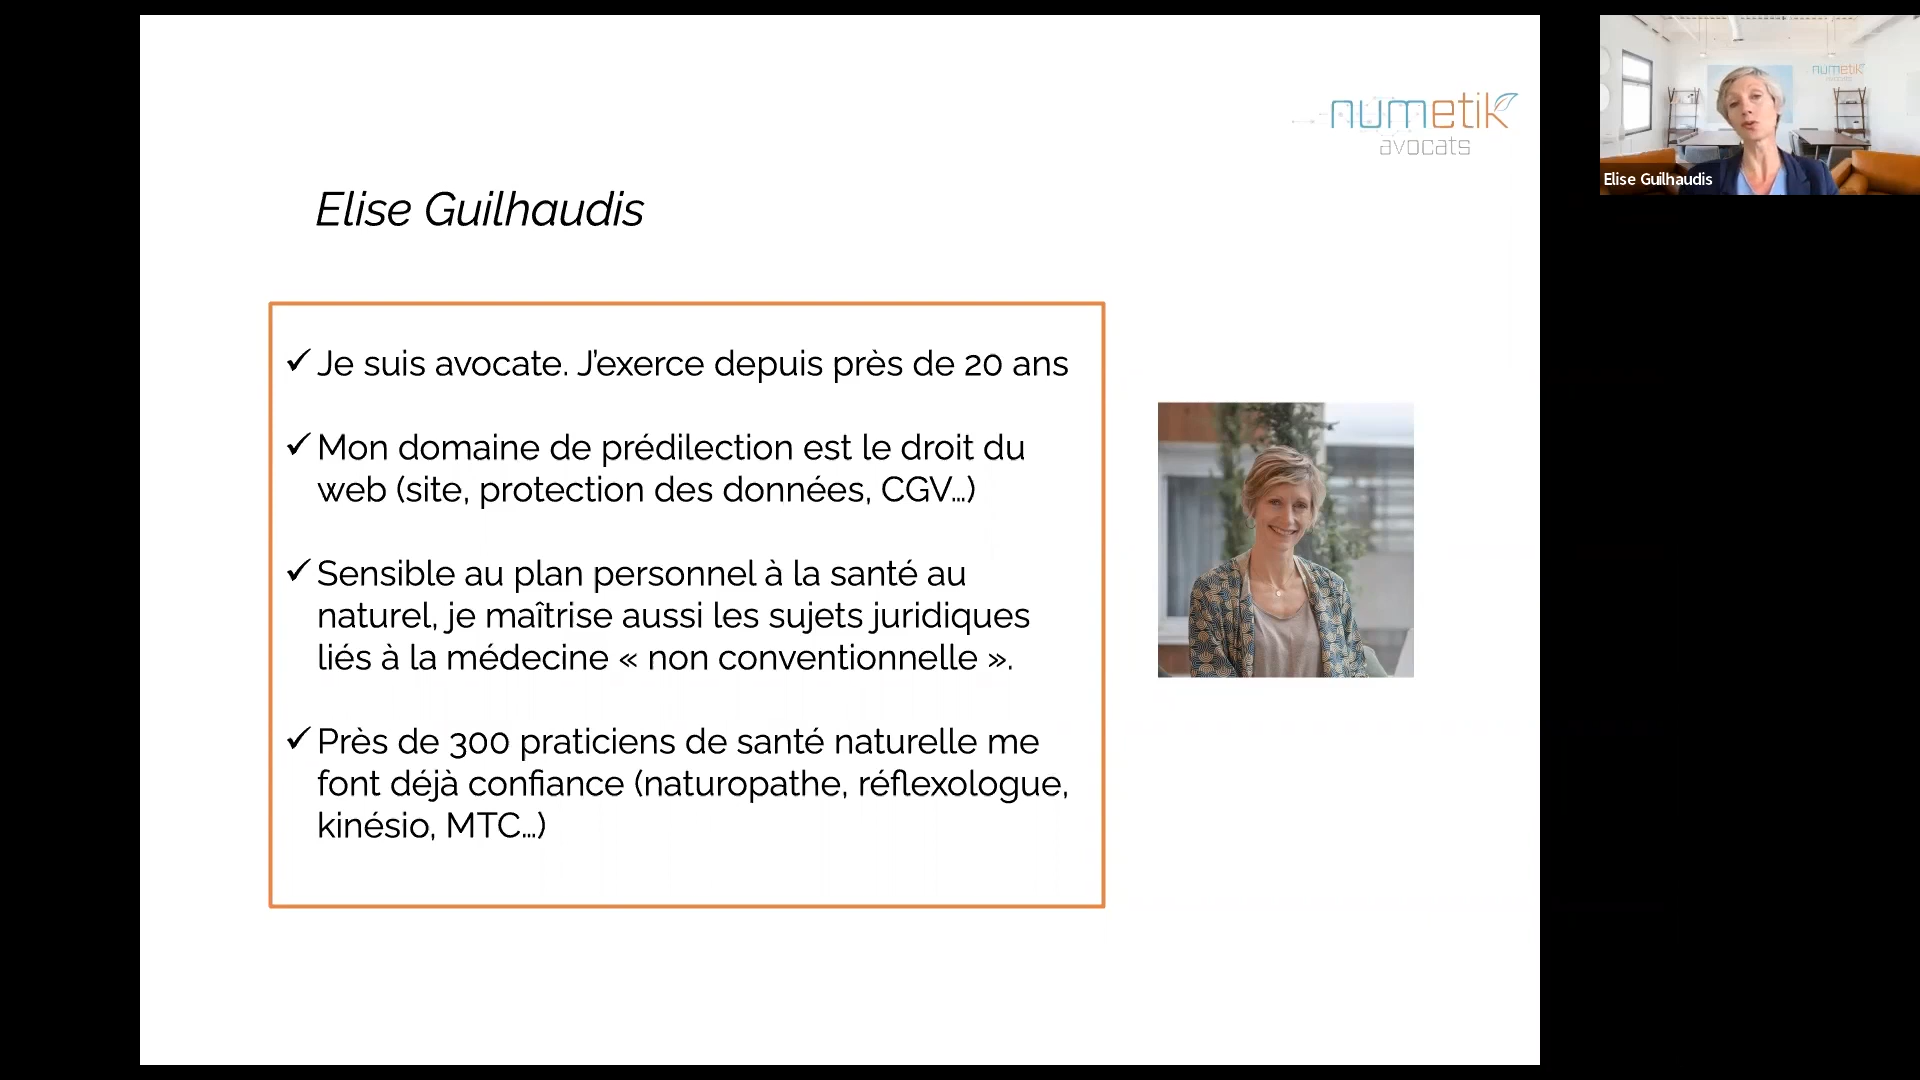 numetik
avocats
Elise Guilhaudis
✓ Je suis avocate. J'exerce depuis près de 20 ans
✓ Mon domaine de prédilection est le droit du
web (site, protection des données, CGV...)
✓ Sensible au plan personnel à la santé au
naturel, je maîtrise aussi les sujets juridiques
liés à la médecine « non conventionnelle ».
✓ Près de 300 praticiens de santé naturelle me
font déjà confiance (naturopathe, réflexologue,
kinésio, MTC...)
numetik
avocats
Elise Guilhaudis